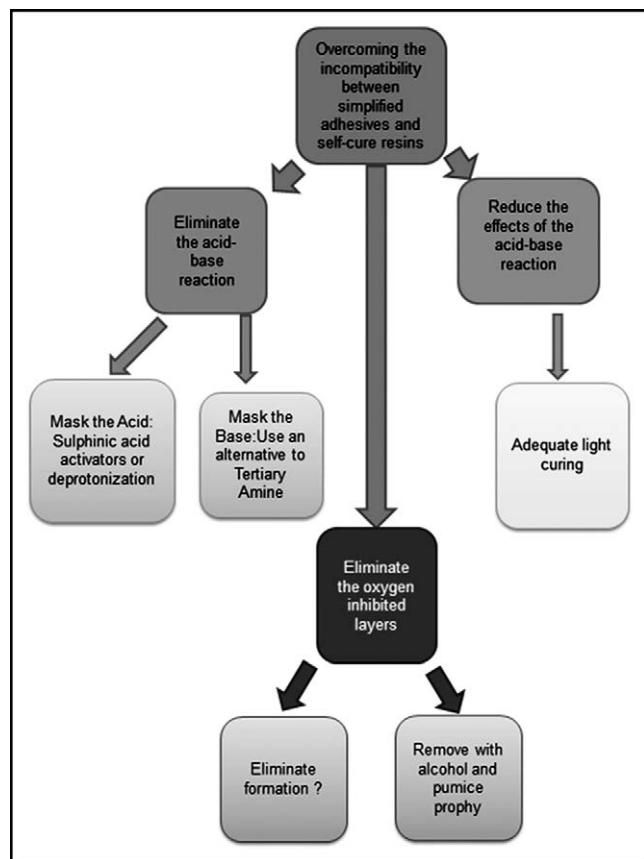 Overcoming the
incompatibility
between
simplified
adhesives and
self-cure resins
Eliminate
the acid-
base
reaction
Reduce the
effects of the
acid-base
reaction
Mask the Acid:
Sulphinic acid
activators or
deprotonization
Mask the
Base:Use an
alternative to
Tertiary
Amine
Adequate light
curing
Eliminate
the oxygen
inhibited
layers
Eliminate
formation ?
Remove with
alcohol and
pumice
prophy